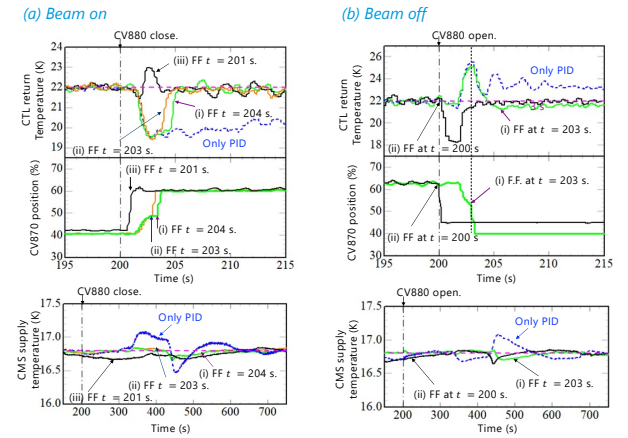 (a) Beam on
CV880 close.
24
23
22
21
20
19
CTL return
Temperature (K)
(iii) FF t = 201 s.
(i) FF t = 204 s.
(ii) FF t = 203 s.
Only PID
70
60
50
40
30
CV870 position (%)
(iii) FF t = 201 s.
(i) FF t = 204 s.
(ii) FF t = 203 s.
195 200 205 210 215
Time (s)
CV880 close.
17.5
17.0
16.5
16.0
CMS supply
temperature (K)
Only PID
(i) FF t = 204 s.
(ii) FF t = 203 s.
(iii) FF t = 201 s.
200 300 400 500 600 700
Time (s)
(b) Beam off
CV880 open.
26
24
22
20
18
CTL return
Temperature (K)
Only PID
(i) FF at t = 203 s.
(ii) FF at t = 200 s
70
60
50
40
30
CV870 position (%)
(i) F.F. at t = 203 s.
(ii) FF at t = 200 s
195 200 205 210 215
Time (s)
CV880 open.
17.5
17.0
16.5
16.0
CMS supply
temperature (K)
Only PID
(ii) FF at t = 200 s.
(i) FF t = 203 s.
200 300 400 500 600 700
Time (s)